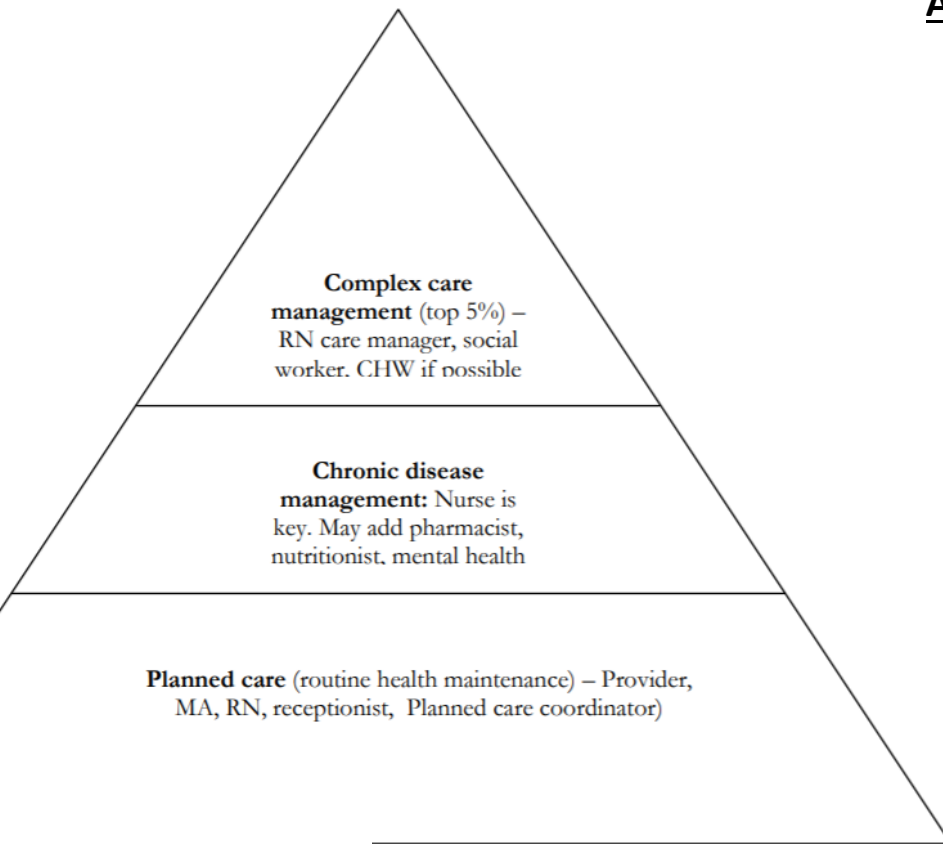 A
Complex care
management (top 5%) –
RN care manager, social
worker. CHW if possible
Chronic disease
management: Nurse is
key. May add pharmacist,
nutritionist. mental health
Planned care (routine health maintenance) – Provider,
MA, RN, receptionist,  Planned care coordinator)